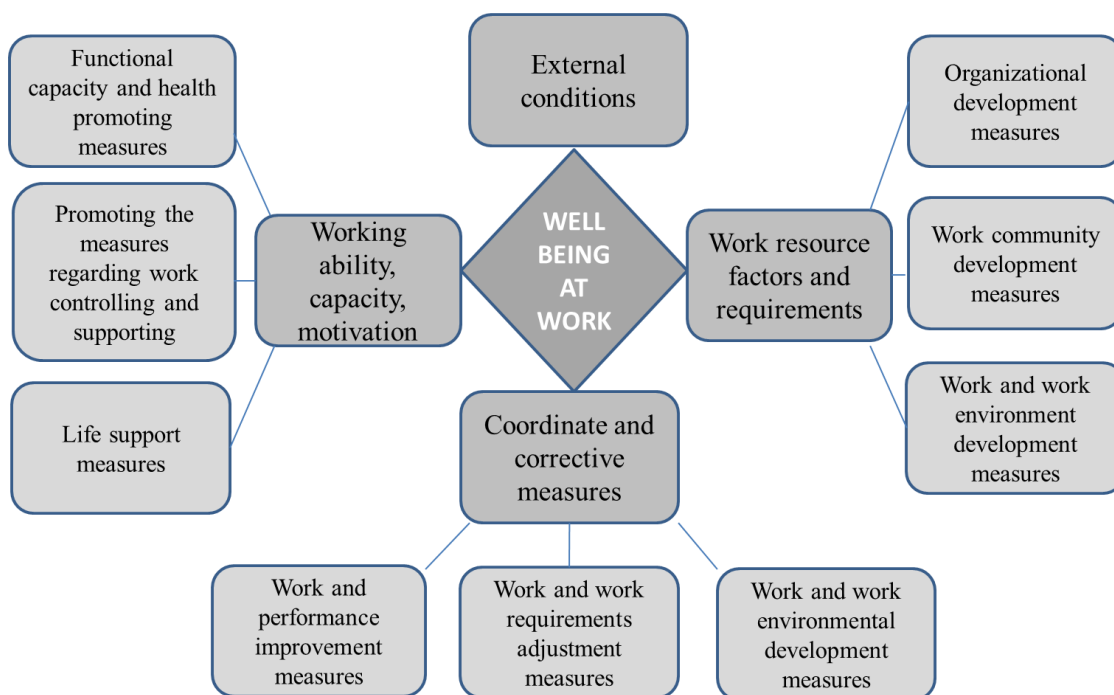 Functional
capacity and health
promoting
measures
External
conditions
Organizational
development
measures
Promoting the
measures
regarding work
controlling and
supporting
Working
ability,
capacity,
motivation
WELL
BEING
AT
WORK
Work resource
factors and
requirements
Work community
development
measures
Life support
measures
Coordinate and
corrective
measures
Work and work
environment
development
measures
Work and
performance
improvement
measures
Work and work
requirements
adjustment
measures
Work and work
environmental
development
measures